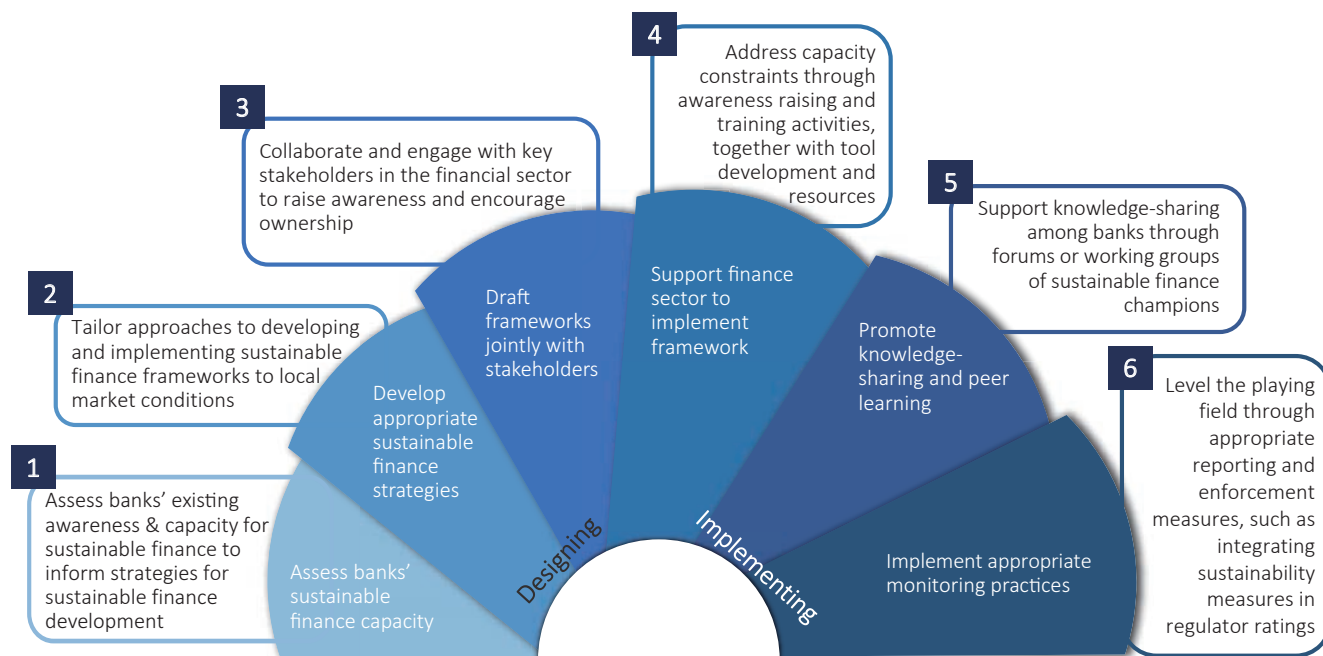 1
Assess banks’ existing
awareness & capacity for
sustainable finance to
inform strategies for
sustainable finance
development
Assess banks’
sustainable
finance capacity
2
Tailor approaches to developing
and implementing sustainable
finance frameworks to local
market conditions
Develop
appropriate
sustainable
finance
strategies
3
Collaborate and engage with key
stakeholders in the financial sector
to raise awareness and encourage
ownership
Draft
frameworks
jointly with
stakeholders
Designing
4
Address capacity
constraints through
awareness raising and
training activities,
together with tool
development and
resources
Support finance
sector to
implement
framework
5
Support knowledge-sharing
among banks through
forums or working groups
of sustainable finance
champions
Promote
knowledge-
sharing and peer
learning
6
Level the playing
field through
appropriate
reporting and
enforcement
measures, such as
integrating
sustainability
measures in
regulator ratings
Implement appropriate
monitoring practices
Implementing